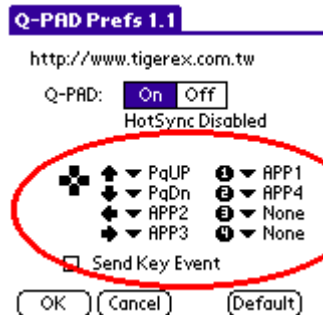 Q-PAD Prefs 1.1
http://www.tigerex.com.tw
Q-PAD: On Off
HotSync Disabled
PgUP 1 APP1
PgDn 2 APP4
APP2 3 None
APP3 4 None
Send Key Event
OK Cancel Default